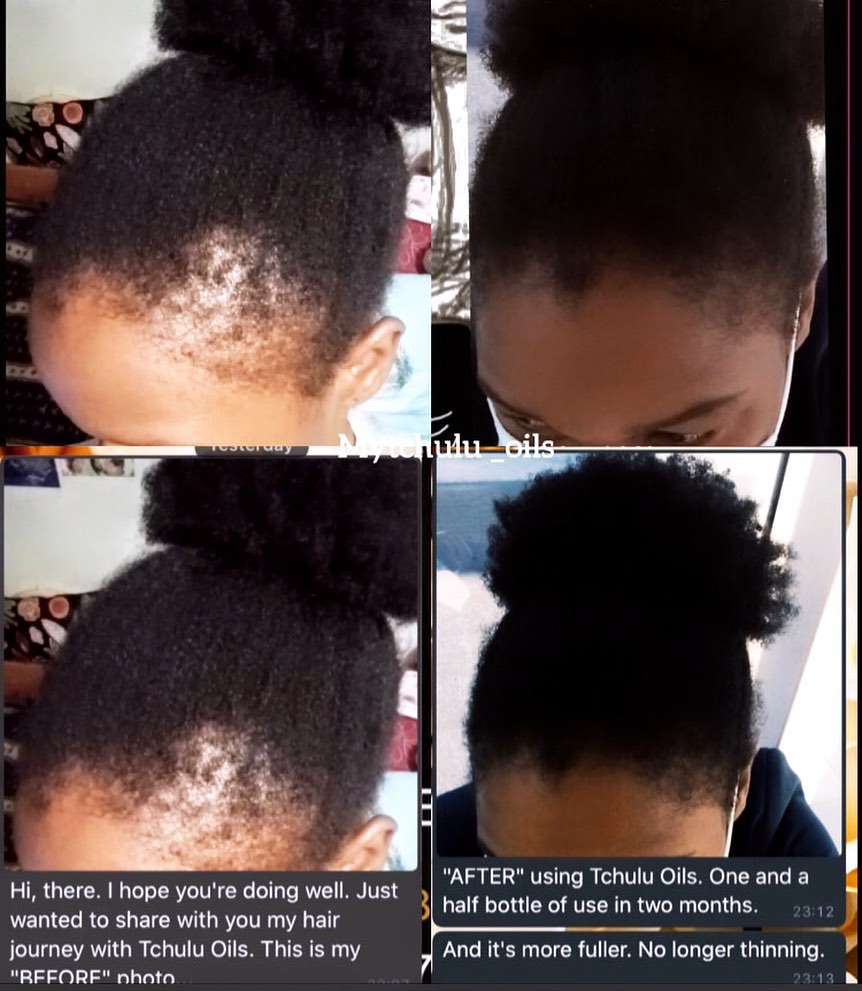 Yesterday
Mytchulu_oils
Hi, there. I hope you're doing well. Just
wanted to share with you my hair
journey with Tchulu Oils. This is my
"BEFORE" photo.
"AFTER" using Tchulu Oils. One and a
half bottle of use in two months.
23:12
And it's more fuller. No longer thinning.
23:13